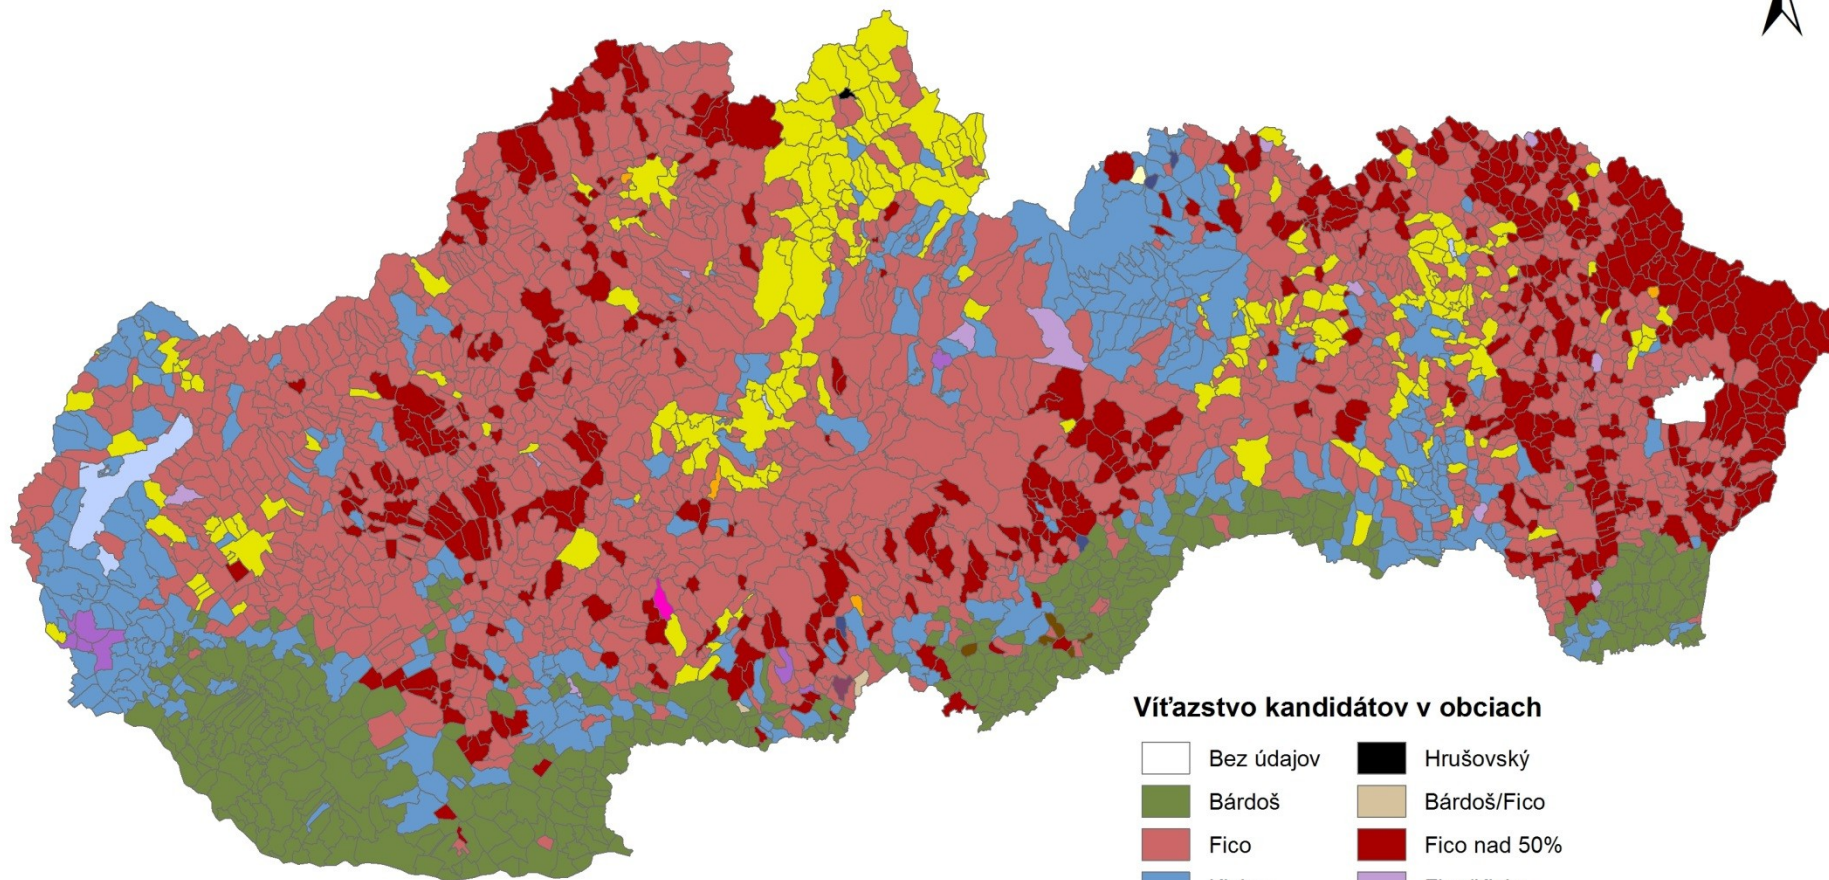 Víťazstvo kandidátov v obciach
Bez údajov
Hrušovský
Bárdoš
Bárdoš/Fico
Fico
Fico nad 50%